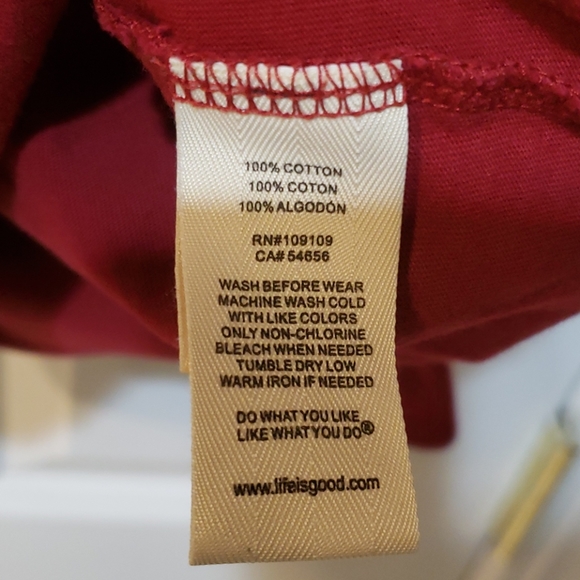 100% COTTON
100% COTON
100% ALGODÓN
RN#109109
CA# 54656
WASH BEFORE WEAR
MACHINE WASH COLD
WITH LIKE COLORS
ONLY NON-CHLORINE
BLEACH WHEN NEEDED
TUMBLE DRY LOW
WARM IRON IF NEEDED
DO WHAT YOU LIKE
LIKE WHAT YOU DO®
www.lifeisgood.com